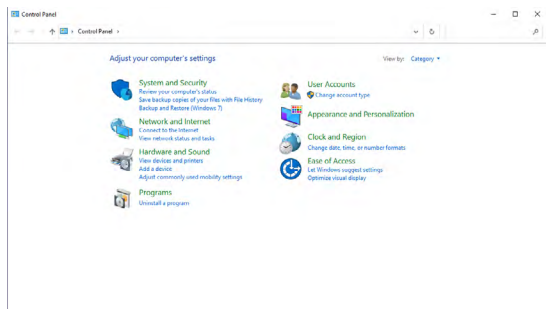 Control Panel
Control Panel
Adjust your computer's settings
View by: Category
System and Security
Review your computer's status
Save backup copies of your files with File History
Backup and Restore (Windows 7)
Network and Internet
Connect to the Internet
View network status and tasks
Hardware and Sound
View devices and printers
Add a device
Adjust commonly used mobility settings
Programs
Uninstall a program
User Accounts
Change account type
Appearance and Personalization
Clock and Region
Change date, time, or number formats
Ease of Access
Let Windows suggest settings
Optimize visual display